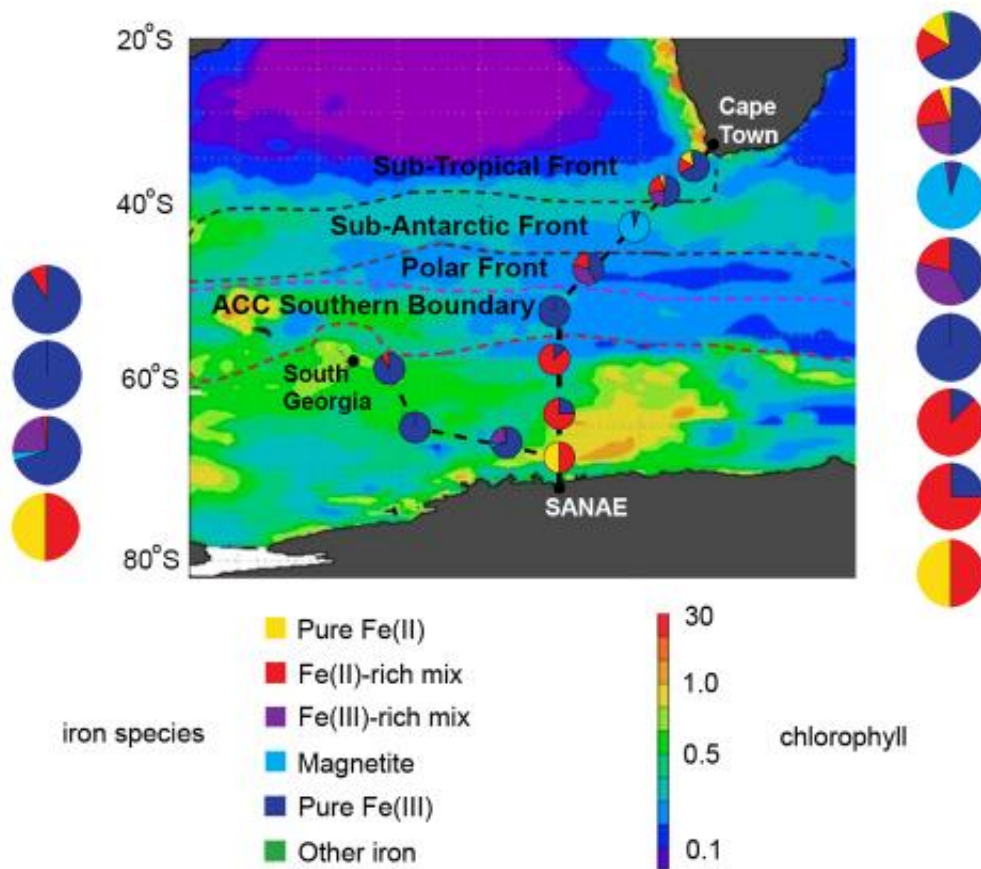 20°S
Cape
Town
Sub-Tropical Front
40°S
Sub-Antarctic Front
Polar Front
ACC Southern Boundary
60°S
South
Georgia
SANAE
80°S
Pure Fe(II)
Fe(II)-rich mix
Fe(III)-rich mix
Magnetite
Pure Fe(III)
Other iron
iron species
30
1.0
0.5
0.1
chlorophyll